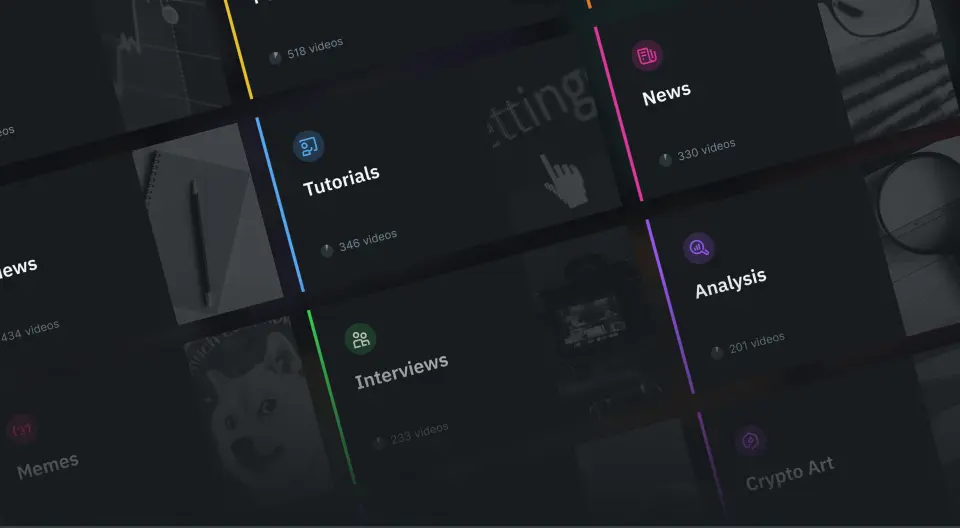 518 videos
News
330 videos
etting
Tutorials
346 videos
Analysis
201 videos
ews
434 videos
Interviews
233 videos
Memes
Crypto Art